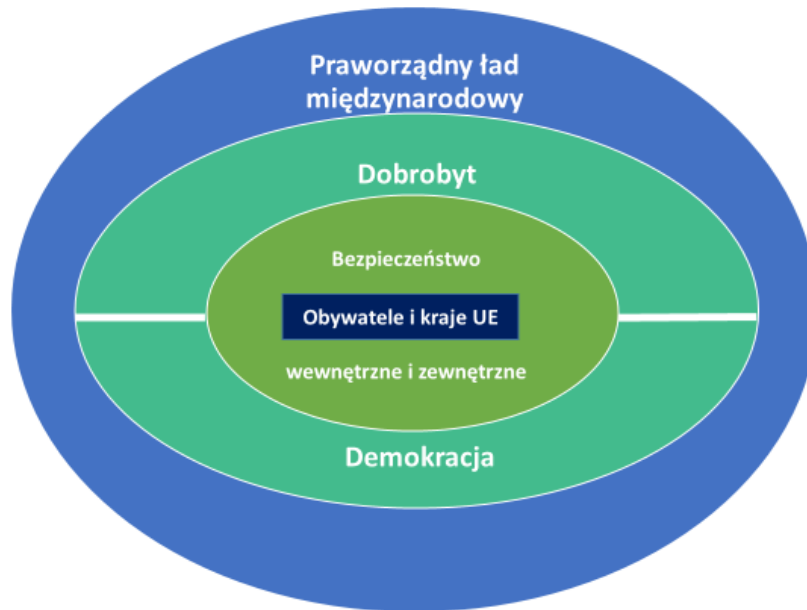 Praworządny ład
międzynarodowy
Dobrobyt
Bezpieczeństwo
Obywatele i kraje UE
wewnętrzne i zewnętrzne
Demokracja